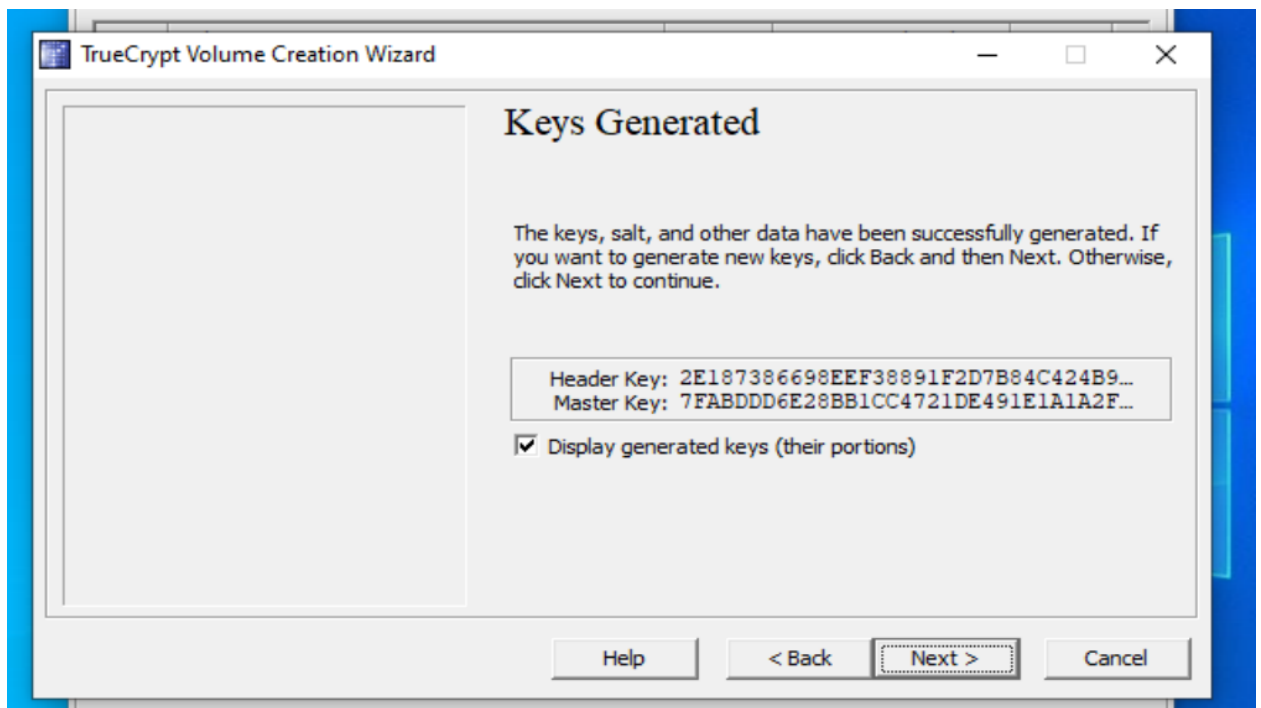 TrueCrypt Volume Creation Wizard
Keys Generated
The keys, salt, and other data have been successfully generated. If
you want to generate new keys, click Back and then Next. Otherwise,
click Next to continue.
Header Key: 2E187386698EEF38891F2D7B84C424B9...
Master Key: 7FABDDD6E28BB1CC4721DE491E1A1A2F...
Display generated keys (their portions)
Help
< Back
Next >
Cancel